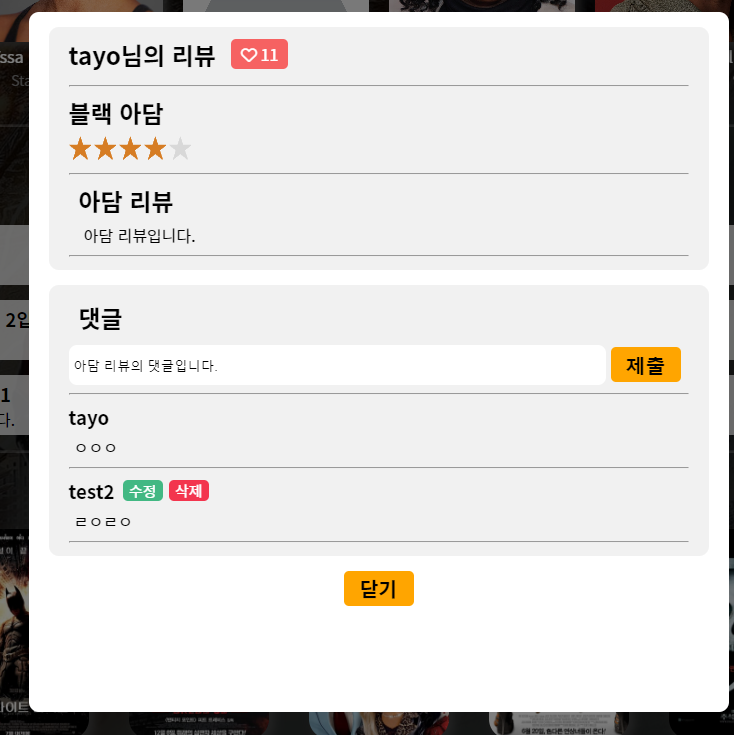 tayo님의 리뷰 11
블랙 아담
아담 리뷰
아담 리뷰입니다.
댓글
아담 리뷰의 댓글입니다. 제출
tayo
ㅇㅇㅇ
test2 수정 삭제
ㄹㅇㄹㅇ
닫기